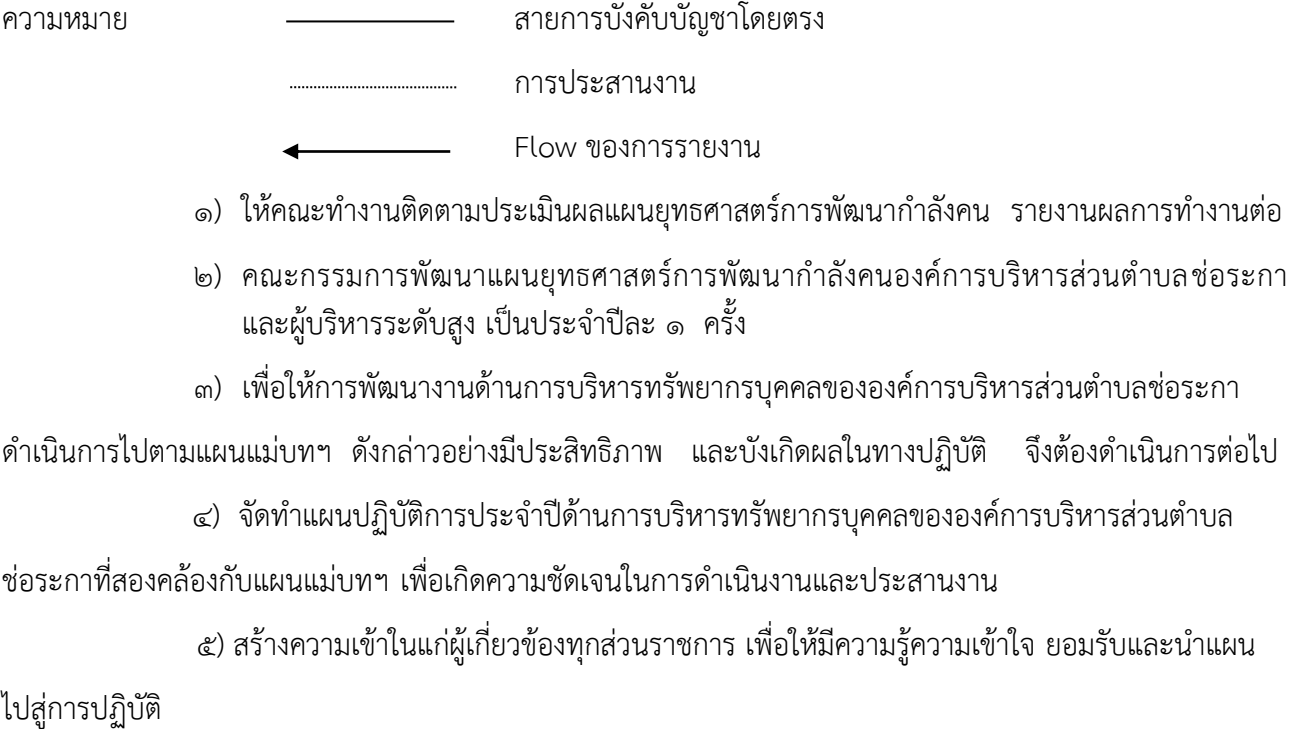 ความหมาย สายการบังคับบัญชาโดยตรง
การประสานงาน
Flow ของการรายงาน
๑) ให้คณะทำงานติดตามประเมินผลแผนยุทธศาสตร์การพัฒนากำลังคน รายงานผลการทำงานต่อ
๒) คณะกรรมการพัฒนาแผนยุทธศาสตร์การพัฒนากำลังคนองค์การบริหารส่วนตำบลช่อระกา
และผู้บริหารระดับสูง เป็นประจำปีละ ๑ ครั้ง
๓) เพื่อให้การพัฒนางานด้านการบริหารทรัพยากรบุคคลขององค์การบริหารส่วนตำบลช่อระกา
ดำเนินการไปตามแผนแม่บทฯ ดังกล่าวอย่างมีประสิทธิภาพ และบังเกิดผลในทางปฏิบัติ จึงต้องดำเนินการต่อไป
๔) จัดทำแผนปฏิบัติการประจำปีด้านการบริหารทรัพยากรบุคคลขององค์การบริหารส่วนตำบล
ช่อระกาที่สองคล้องกับแผนแม่บทฯ เพื่อเกิดความชัดเจนในการดำเนินงานและประสานงาน
๕) สร้างความเข้าในแก่ผู้เกี่ยวข้องทุกส่วนราชการ เพื่อให้มีความรู้ความเข้าใจ ยอมรับและนำแผน
ไปสู่การปฏิบัติ